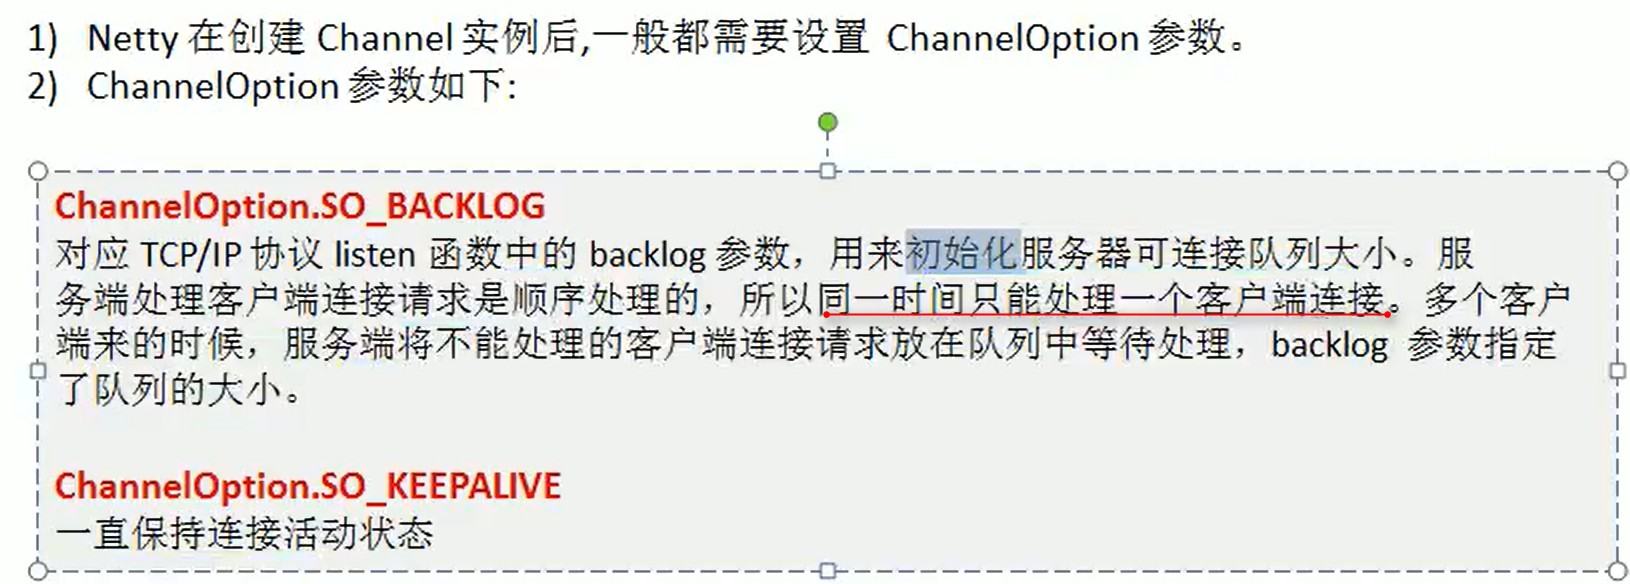 1) Netty 在创建 Channel 实例后,一般都需要设置 ChannelOption 参数。
2) ChannelOption 参数如下:
ChannelOption.SO_BACKLOG
对应 TCP/IP 协议 listen 函数中的 backlog 参数，用来初始化服务器可连接队列大小。服
务端处理客户端连接请求是顺序处理的，所以同一时间只能处理一个客户端连接。多个客户
端来的时候，服务端将不能处理的客户端连接请求放在队列中等待处理，backlog 参数指定
了队列的大小。
ChannelOption.SO_KEEPALIVE
一直保持连接活动状态